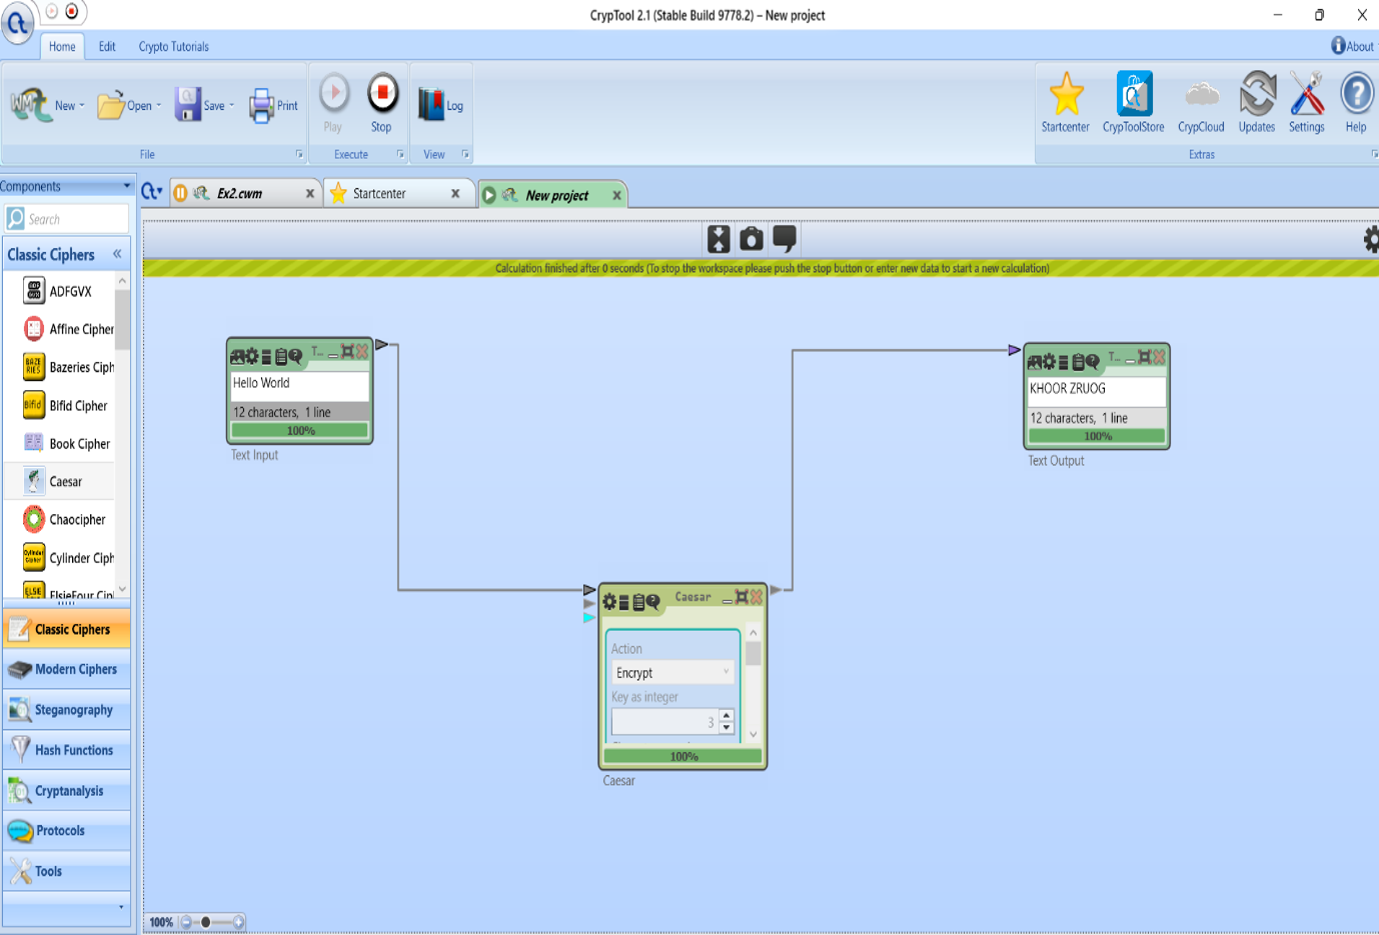 CrypTool 2.1 (Stable Build 9778.2) – New project
Home Edit Crypto Tutorials About
New Open Save Print Play Stop Log Startcenter CrypToolStore CrypCloud Updates Settings Help
File Execute View Extras
Components
Ex2.cwm x Startcenter x New project x
Search
Classic Ciphers «
Calculation finished after 0 seconds (To stop the workspace please push the stop button or enter new data to start a new calculation)
ADFGVX
Affine Cipher
Bazeries Ciph
Bifid Cipher
Book Cipher
Caesar
Chaocipher
Cylinder Ciph
ElsieFour Ciph
Classic Ciphers
Modern Ciphers
Steganography
Hash Functions
Cryptanalysis
Protocols
Tools
T...
Hello World
12 characters, 1 line
100%
Text Input
T...
KHOOR ZRUOG
12 characters, 1 line
100%
Text Output
Caesar
Action
Encrypt
Key as integer
3
100%
Caesar
100%